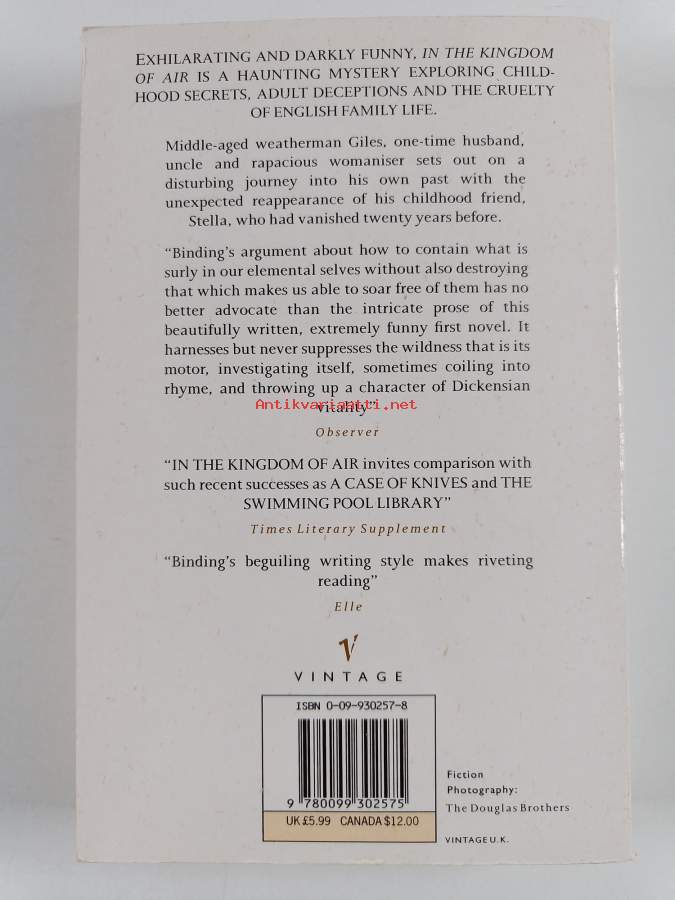 EXHILARATING AND DARKLY FUNNY, IN THE KINGDOM
OF AIR IS A HAUNTING MYSTERY EXPLORING CHILD-
HOOD SECRETS, ADULT DECEPTIONS AND THE CRUELTY
OF ENGLISH FAMILY LIFE.
Middle-aged weatherman Giles, one-time husband,
uncle and rapacious womaniser sets out on a
disturbing journey into his own past with the
unexpected reappearance of his childhood friend,
Stella, who had vanished twenty years before.
“Binding's argument about how to contain what is
surly in our elemental selves without also destroying
that which makes us able to soar free of them has no
better advocate than the intricate prose of this
beautifully written, extremely funny first novel. It
harnesses but never suppresses the wildness that is its
motor, investigating itself, sometimes coiling into
rhyme, and throwing up a character of Dickensian
vitality”
Antikvariaatti.net
Observer
“IN THE KINGDOM OF AIR invites comparison with
such recent successes as A CASE OF KNIVES and THE
SWIMMING POOL LIBRARY”
Times Literary Supplement
“Binding's beguiling writing style makes riveting
reading”
Elle
V
VINTAGE
ISBN 0-09-930257-8
9 780099 302575
UK £5.99 CANADA $12.00
Fiction
Photography:
The Douglas Brothers
VINTAGE U.K.